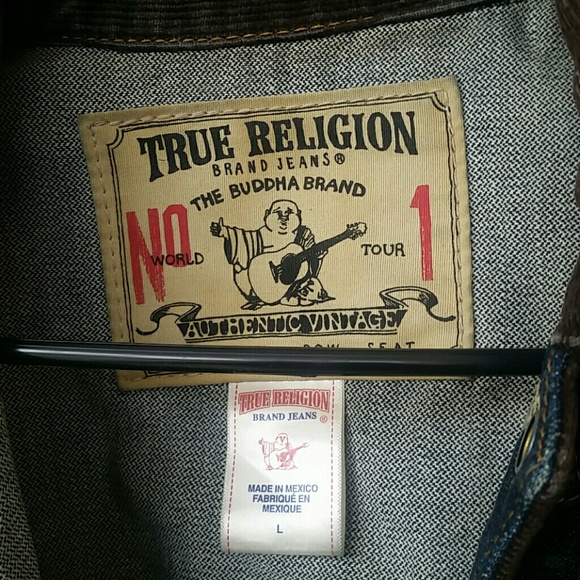 TRUE RELIGION
BRAND JEANS®
THE BUDDHA BRAND
NO 1
WORLD TOUR
AUTHENTIC VINTAGE
SEAT
TRUE RELIGION
BRAND JEANS ®
MADE IN MEXICO
FABRIQUÉ EN
MEXIQUE
L